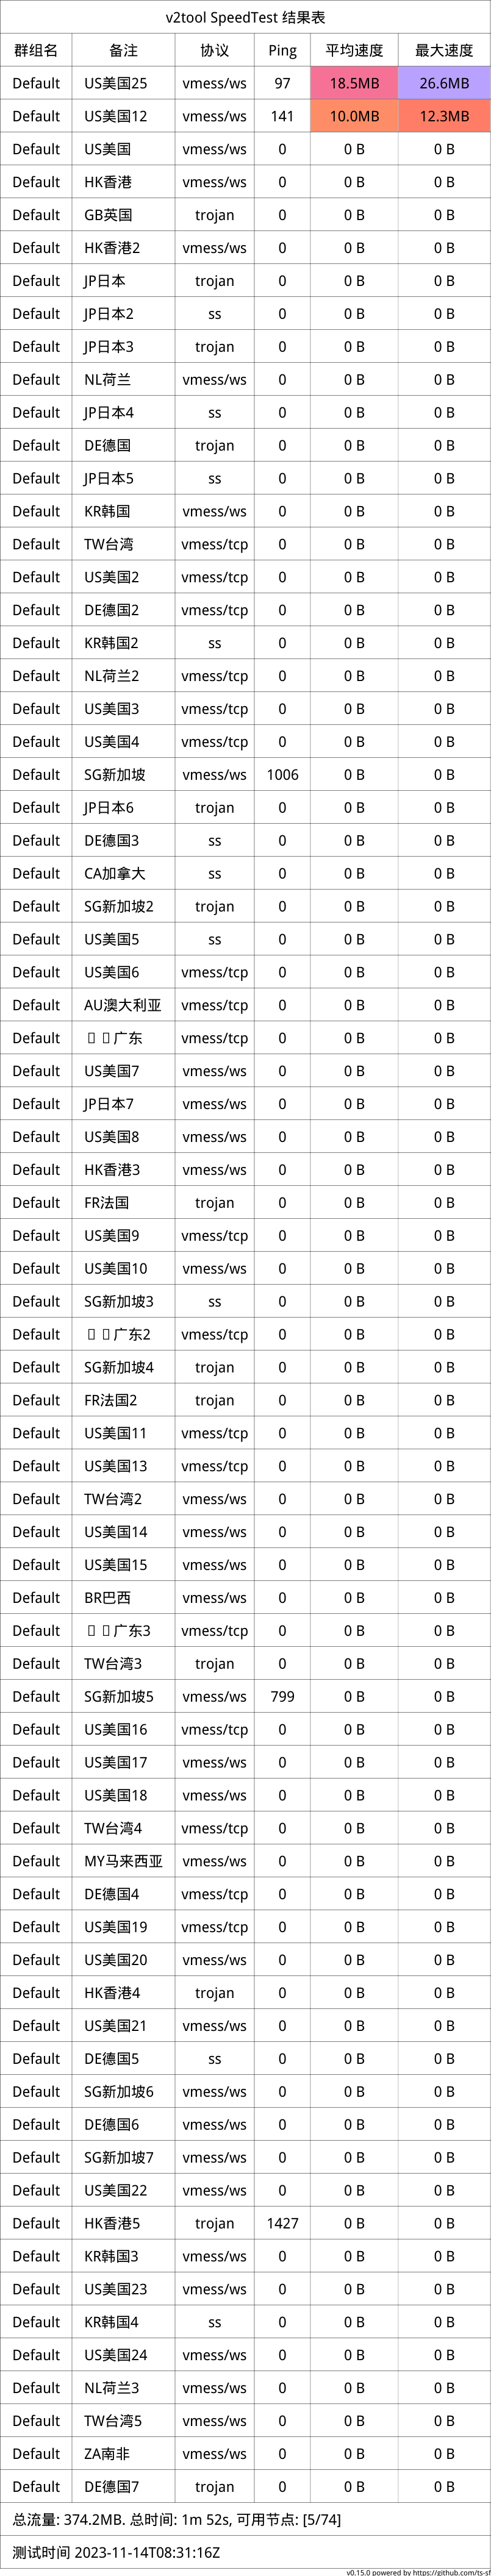 v2tool SpeedTest 结果表
群组名 备注 协议 Ping 平均速度 最大速度
Default US美国25 vmess/ws 97 18.5MB 26.6MB
Default US美国12 vmess/ws 141 10.0MB 12.3MB
Default US美国 vmess/ws 0 0 B 0 B
Default HK香港 vmess/ws 0 0 B 0 B
Default GB英国 trojan 0 0 B 0 B
Default HK香港2 vmess/ws 0 0 B 0 B
Default JP日本 trojan 0 0 B 0 B
Default JP日本2 ss 0 0 B 0 B
Default JP日本3 trojan 0 0 B 0 B
Default NL荷兰 vmess/ws 0 0 B 0 B
Default JP日本4 ss 0 0 B 0 B
Default DE德国 trojan 0 0 B 0 B
Default JP日本5 ss 0 0 B 0 B
Default KR韩国 vmess/ws 0 0 B 0 B
Default TW台湾 vmess/tcp 0 0 B 0 B
Default US美国2 vmess/tcp 0 0 B 0 B
Default DE德国2 vmess/tcp 0 0 B 0 B
Default KR韩国2 ss 0 0 B 0 B
Default NL荷兰2 vmess/tcp 0 0 B 0 B
Default US美国3 vmess/tcp 0 0 B 0 B
Default US美国4 vmess/tcp 0 0 B 0 B
Default SG新加坡 vmess/ws 1006 0 B 0 B
Default JP日本6 trojan 0 0 B 0 B
Default DE德国3 ss 0 0 B 0 B
Default CA加拿大 ss 0 0 B 0 B
Default SG新加坡2 trojan 0 0 B 0 B
Default US美国5 ss 0 0 B 0 B
Default US美国6 vmess/tcp 0 0 B 0 B
Default AU澳大利亚 vmess/tcp 0 0 B 0 B
Default 广东 vmess/tcp 0 0 B 0 B
Default US美国7 vmess/ws 0 0 B 0 B
Default JP日本7 vmess/ws 0 0 B 0 B
Default US美国8 vmess/ws 0 0 B 0 B
Default HK香港3 vmess/ws 0 0 B 0 B
Default FR法国 trojan 0 0 B 0 B
Default US美国9 vmess/tcp 0 0 B 0 B
Default US美国10 vmess/ws 0 0 B 0 B
Default SG新加坡3 ss 0 0 B 0 B
Default 广东2 vmess/tcp 0 0 B 0 B
Default SG新加坡4 trojan 0 0 B 0 B
Default FR法国2 trojan 0 0 B 0 B
Default US美国11 vmess/tcp 0 0 B 0 B
Default US美国13 vmess/ws 0 0 B 0 B
Default TW台湾2 vmess/ws 0 0 B 0 B
Default US美国14 vmess/ws 0 0 B 0 B
Default US美国15 vmess/ws 0 0 B 0 B
Default BR巴西 vmess/ws 0 0 B 0 B
Default 广东3 vmess/tcp 0 0 B 0 B
Default TW台湾3 trojan 0 0 B 0 B
Default SG新加坡5 vmess/ws 799 0 B 0 B
Default US美国16 vmess/tcp 0 0 B 0 B
Default US美国17 vmess/ws 0 0 B 0 B
Default US美国18 vmess/ws 0 0 B 0 B
Default TW台湾4 vmess/tcp 0 0 B 0 B
Default MY马来西亚 vmess/ws 0 0 B 0 B
Default DE德国4 vmess/tcp 0 0 B 0 B
Default US美国19 vmess/tcp 0 0 B 0 B
Default US美国20 vmess/ws 0 0 B 0 B
Default HK香港4 trojan 0 0 B 0 B
Default US美国21 vmess/ws 0 0 B 0 B
Default DE德国5 ss 0 0 B 0 B
Default SG新加坡6 vmess/ws 0 0 B 0 B
Default DE德国6 vmess/ws 0 0 B 0 B
Default SG新加坡7 vmess/ws 0 0 B 0 B
Default US美国22 vmess/ws 0 0 B 0 B
Default HK香港5 trojan 1427 0 B 0 B
Default KR韩国3 vmess/ws 0 0 B 0 B
Default US美国23 vmess/ws 0 0 B 0 B
Default KR韩国4 ss 0 0 B 0 B
Default US美国24 vmess/ws 0 0 B 0 B
Default NL荷兰3 vmess/ws 0 0 B 0 B
Default TW台湾5 vmess/ws 0 0 B 0 B
Default ZA南非 vmess/ws 0 0 B 0 B
Default DE德国7 trojan 0 0 B 0 B
总流量: 374.2MB. 总时间: 1m 52s, 可用节点: [5/74]
测试时间 2023-11-14T08:31:16Z
v0.15.0 powered by https://github.com/ts-sf